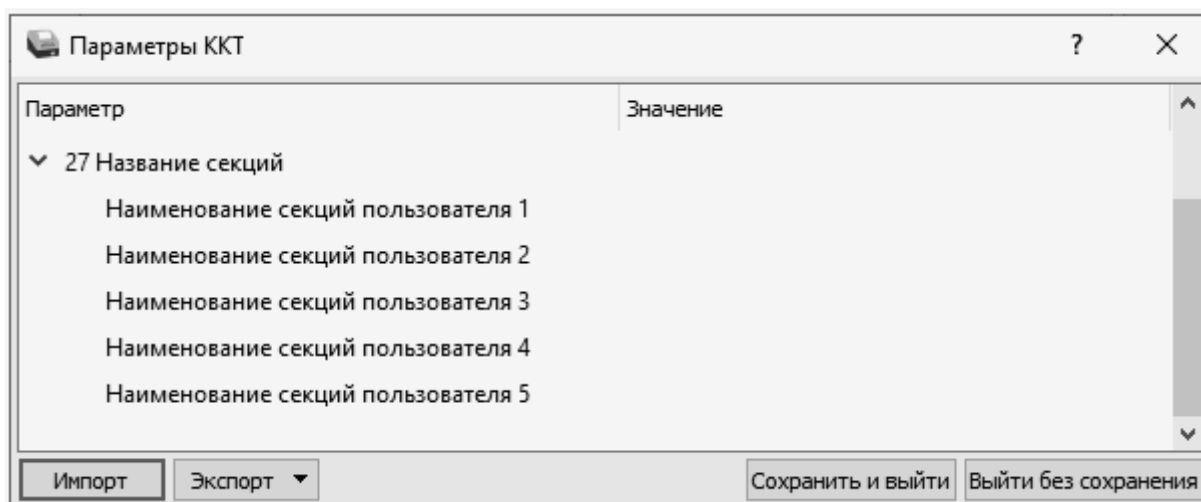 Параметры ККТ ?
Параметр Значение
27 Название секций
Наименование секций пользователя 1
Наименование секций пользователя 2
Наименование секций пользователя 3
Наименование секций пользователя 4
Наименование секций пользователя 5
Импорт Экспорт Сохранить и выйти Выйти без сохранения